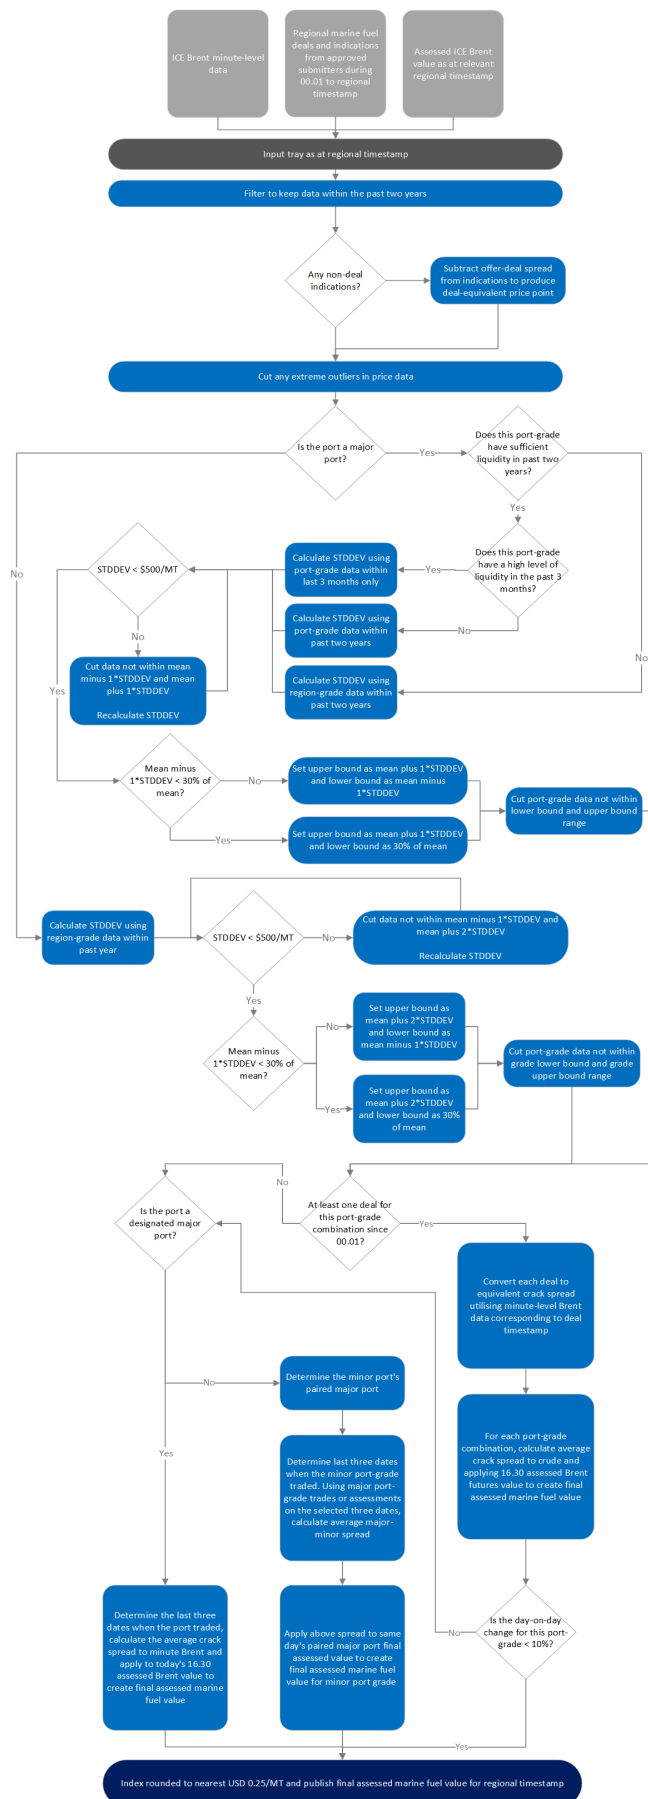 ICE Brent minute-level
data
Regional marine fuel
deals and indications
from approved
submitters during
00.01 to regional
timestamp
Assessed ICE Brent
value as at relevant
regional timestamp
Input tray as at regional timestamp
Filter to keep data within the past two years
Any non-deal
indications?
Subtract offer-deal spread
from indications to produce
deal-equivalent price point
Cut any extreme outliers in price data
Is the port a major
port?
Yes
Does this port-grade
have sufficient
liquidity in past two
years?
Yes
No
STDDEV < $500/MT
Calculate STDDEV using
port-grade data within
last 3 months only
Yes
Does this port-grade
have a high level of
liquidity in the past 3
months?
No
Calculate STDDEV using
port-grade data within
past two years
No
No
Cut data not within mean
minus 1*STDDEV and mean
plus 1*STDDEV
Recalculate STDDEV
Yes
Calculate STDDEV using
region-grade data within
past two years
Mean minus
1*STDDEV < 30% of
mean?
No
Set upper bound as mean plus 1*STDDEV
and lower bound as mean minus
1*STDDEV
Yes
Set upper bound as mean plus 1*STDDEV
and lower bound as 30% of mean
Cut port-grade data not within
lower bound and upper bound
range
Calculate STDDEV using
region-grade data within
past year
STDDEV < $500/MT
No
Cut data not within mean minus 1*STDDEV and
mean plus 2*STDDEV
Recalculate STDDEV
Yes
Mean minus
1*STDDEV < 30% of
mean?
No
Set upper bound as
mean plus 2*STDDEV
and lower bound as
mean minus 1*STDDEV
Yes
Set upper bound as
mean plus 2*STDDEV
and lower bound as 30%
of mean
Cut port-grade data not within
grade lower bound and grade
upper bound range
No
At least one deal for
this port-grade
combination since
00.01?
Yes
Is the port a
designated major
port?
Convert each deal to
equivalent crack spread
utilising minute-level Brent
data corresponding to deal
timestamp
No
Determine the minor port's
paired major port
Yes
Determine last three dates
when the minor port-grade
traded. Using major port-
grade trades or assessments
on the selected three dates,
calculate average major-
minor spread
For each port-grade
combination, calculate average
crack spread to crude and
applying 16.30 assessed Brent
futures value to create final
assessed marine fuel value
Determine the last three
dates when the port traded,
calculate the average crack
spread to minute Brent and
apply to today's 16.30
assessed Brent value to
create final assessed marine
fuel value
Apply above spread to same
day's paired major port final
assessed value to create
final assessed marine fuel
value for minor port grade
No
Is the day-on-day
change for this port-
grade < 10%?
Yes
Index rounded to nearest USD 0.25/MT and publish final assessed marine fuel value for regional timestamp